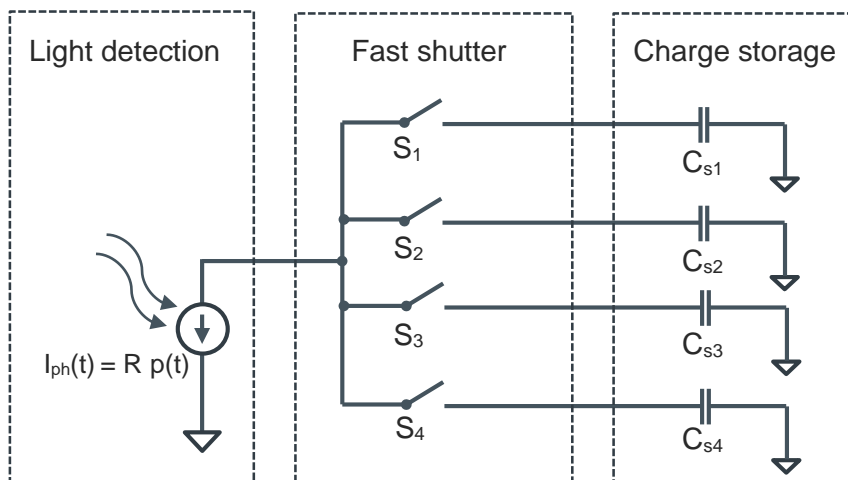 Light detection
Fast shutter
Charge storage
S1
Cs1
S2
Cs2
S3
Cs3
Iph(t) = R p(t)
S4
Cs4